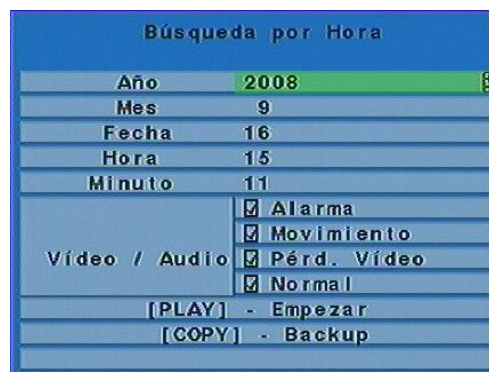 Búsqueda por Hora
Año 2008
Mes 9
Fecha 16
Hora 15
Minuto 11
Vídeo / Audio
Alarma
Movimiento
Pérd. Vídeo
Normal
[PLAY] - Empezar
[COPY] - Backup